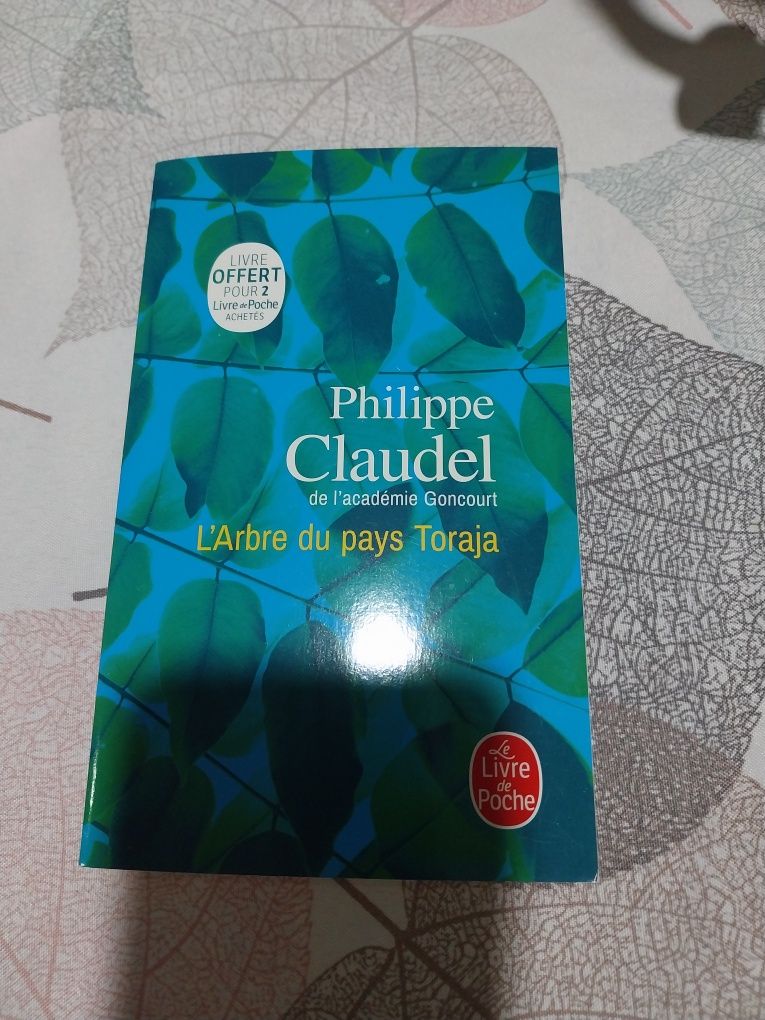 LIVRE
OFFERT
POUR 2
Livre de Poche
ACHETÉS
Philippe
Claudel
de l'académie Goncourt
L'Arbre du pays Toraja
Le
Livre
de
Poche